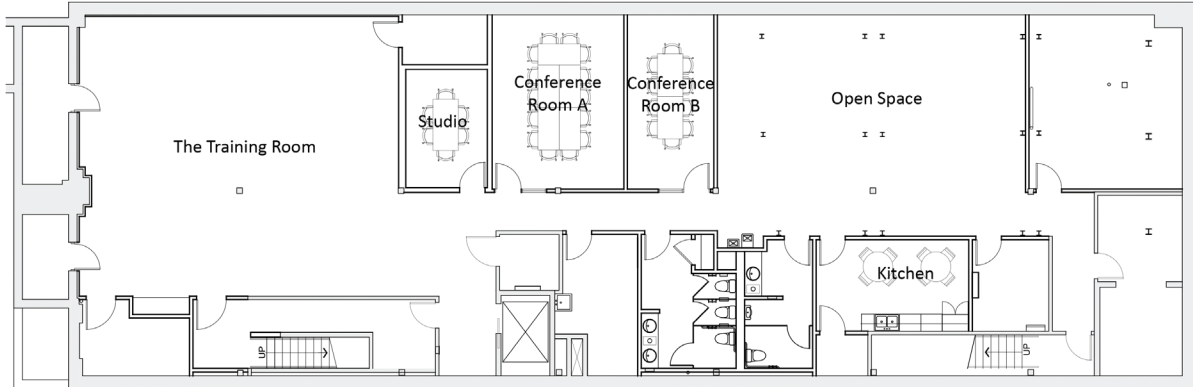 The Training Room
Studio
Conference
Room A
Conference
Room B
Open Space
Kitchen
UP
UP